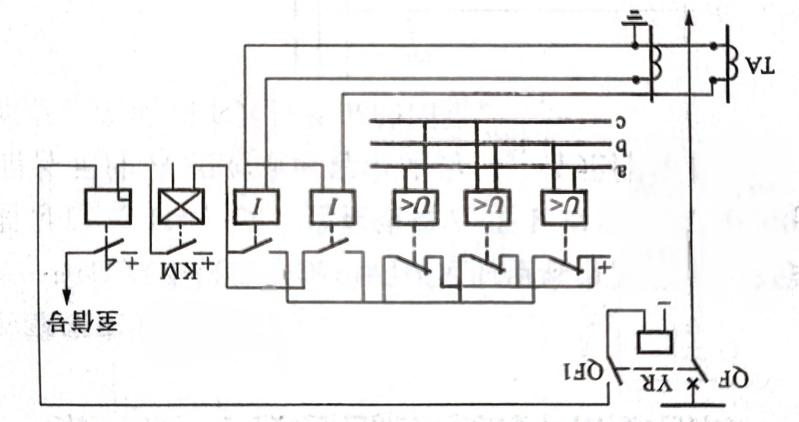 QF YR QF1
−
至信号
+ + KM +
U< U< U< I I
a
b
c
TA